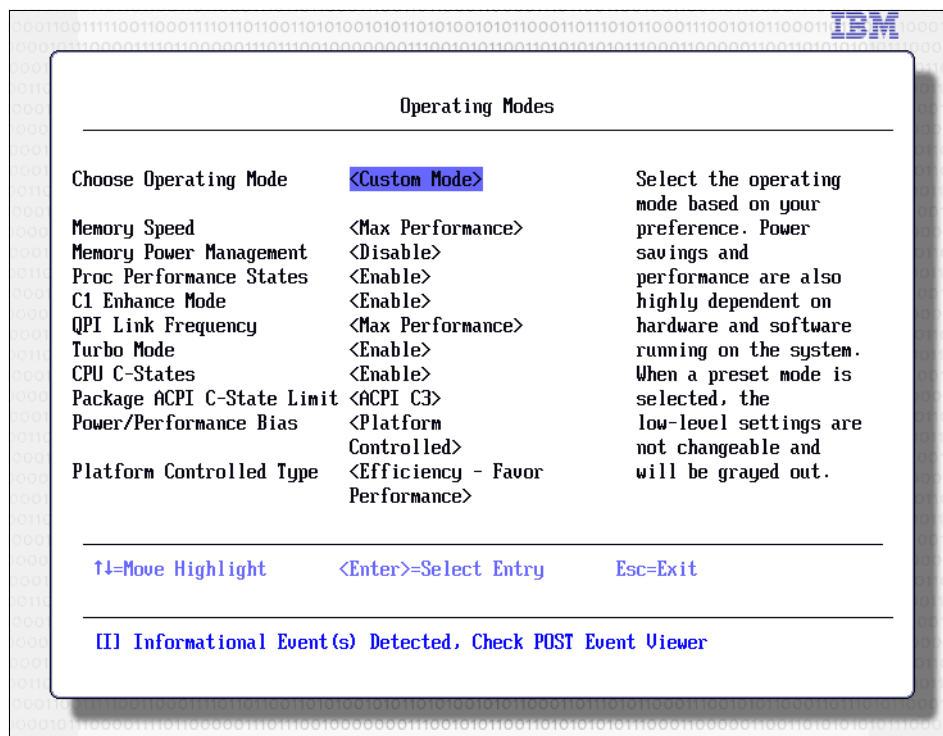 IBM
Operating Modes
Choose Operating Mode <Custom Mode>
Memory Speed <Max Performance>
Memory Power Management <Disable>
Proc Performance States <Enable>
C1 Enhance Mode <Enable>
QPI Link Frequency <Max Performance>
Turbo Mode <Enable>
CPU C-States <Enable>
Package ACPI C-State Limit <ACPI C3>
Power/Performance Bias <Platform
Controlled>
Platform Controlled Type <Efficiency - Favor
Performance>
Select the operating
mode based on your
preference. Power
savings and
performance are also
highly dependent on
hardware and software
running on the system.
When a preset mode is
selected, the
low-level settings are
not changeable and
will be grayed out.
↑↓=Move Highlight <Enter>=Select Entry Esc=Exit
[I] Informational Event(s) Detected, Check POST Event Viewer